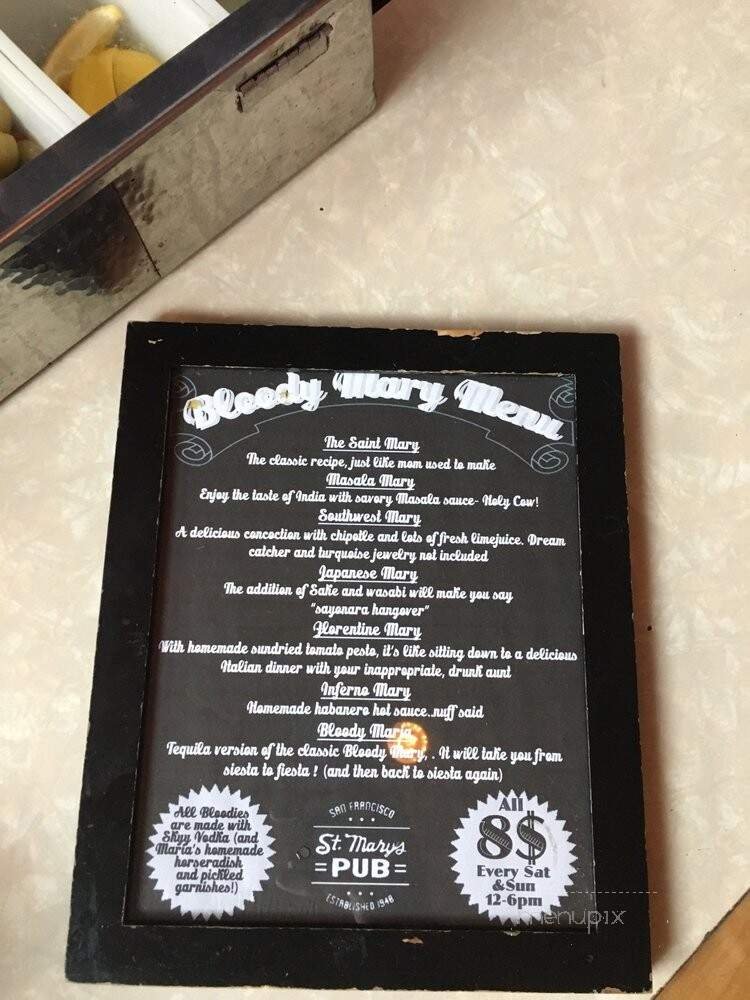 Bloody Mary Menu
The Saint Mary
The classic recipe, just like mom used to make
Masala Mary
Enjoy the taste of India with savory Masala sauce- Holy Cow!
Southwest Mary
A delicious concoction with chipotle and lots of fresh limejuice. Dream
catcher and turquoise jewelry not included
Japanese Mary
The addition of Sake and wasabi will make you say
"sayonara hangover"
Florentine Mary
With homemade sundried tomato pesto, it's like sitting down to a delicious
Italian dinner with your inappropriate, drunk aunt
Inferno Mary
Homemade habanero hot sauce..nuff said
Bloody Maria
Tequila version of the classic Bloody Mary, . It will take you from
siesta to fiesta ! (and then back to siesta again)
All Bloodies
are made with
Skyy Vodka (and
Maria's homemade
horseradish
and pickled
garnishes!)
SAN FRANCISCO
St. Marys
PUB
ESTABLISHED 1948
All
8$
Every Sat
&Sun
12-6pm
menupix